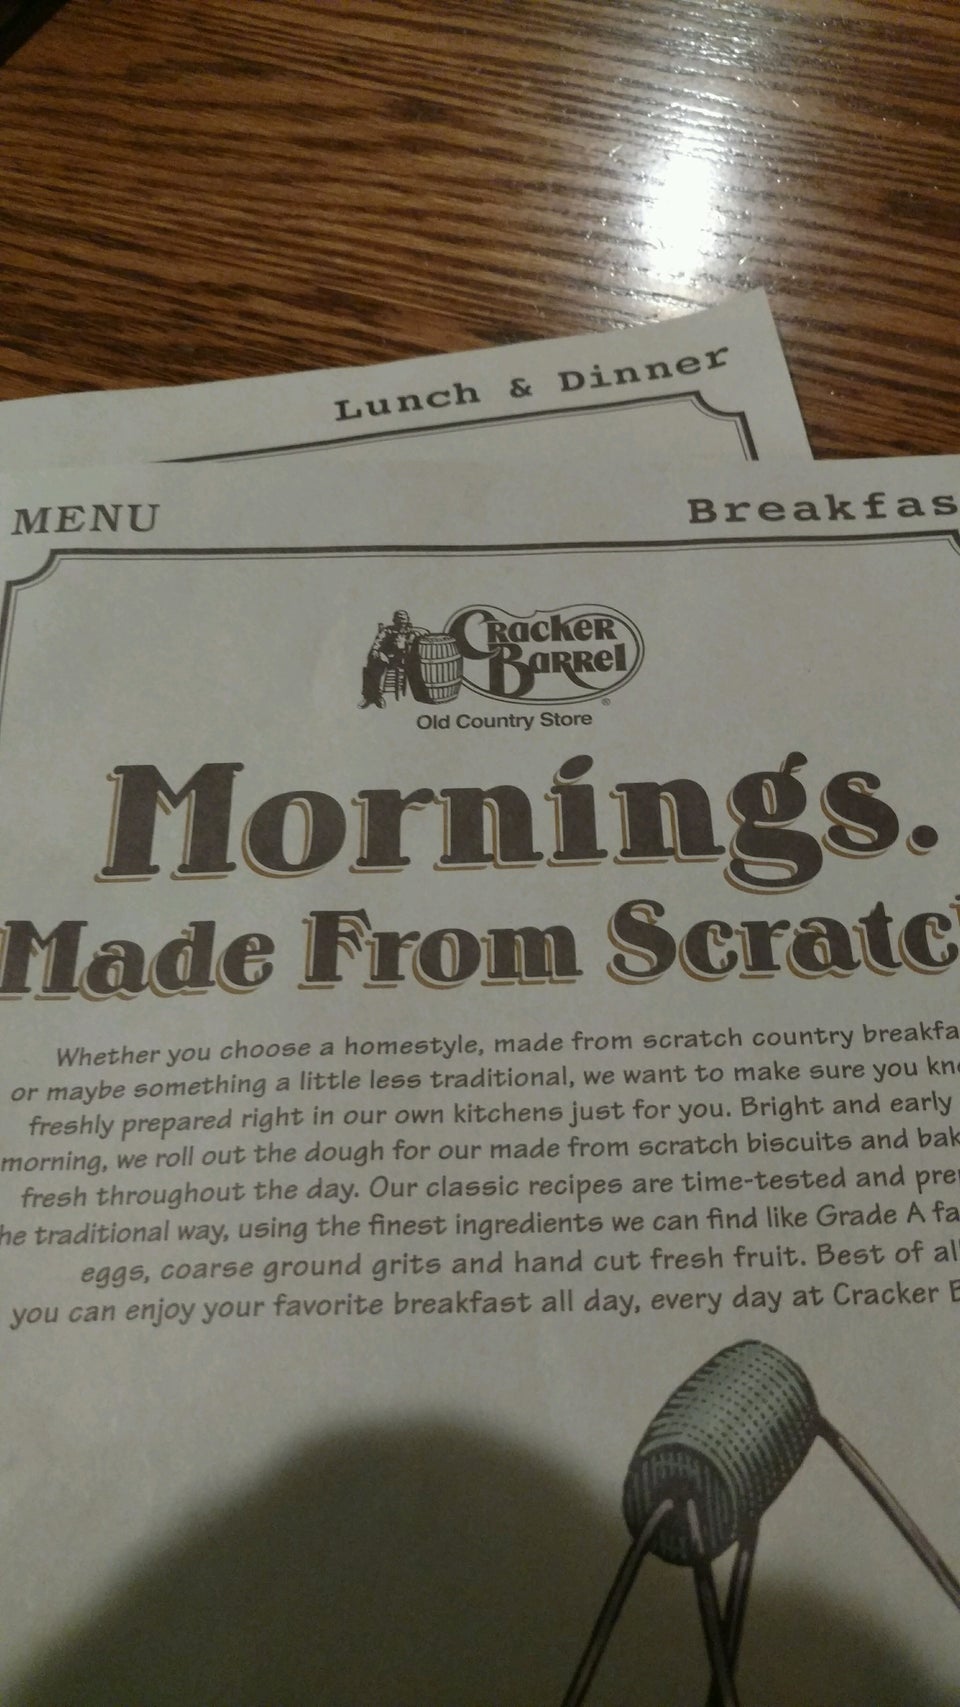 Lunch & Dinner
MENU
Breakfas
Cracker
Barrel
®
Old Country Store
Mornings.
Made From Scratc
Whether you choose a homestyle, made from scratch country breakfa
or maybe something a little less traditional, we want to make sure you kn
freshly prepared right in our own kitchens just for you. Bright and early
morning, we roll out the dough for our made from scratch biscuits and bak
fresh throughout the day. Our classic recipes are time-tested and pre
he traditional way, using the finest ingredients we can find like Grade A fa
eggs, coarse ground grits and hand cut fresh fruit. Best of all
you can enjoy your favorite breakfast all day, every day at Cracker B